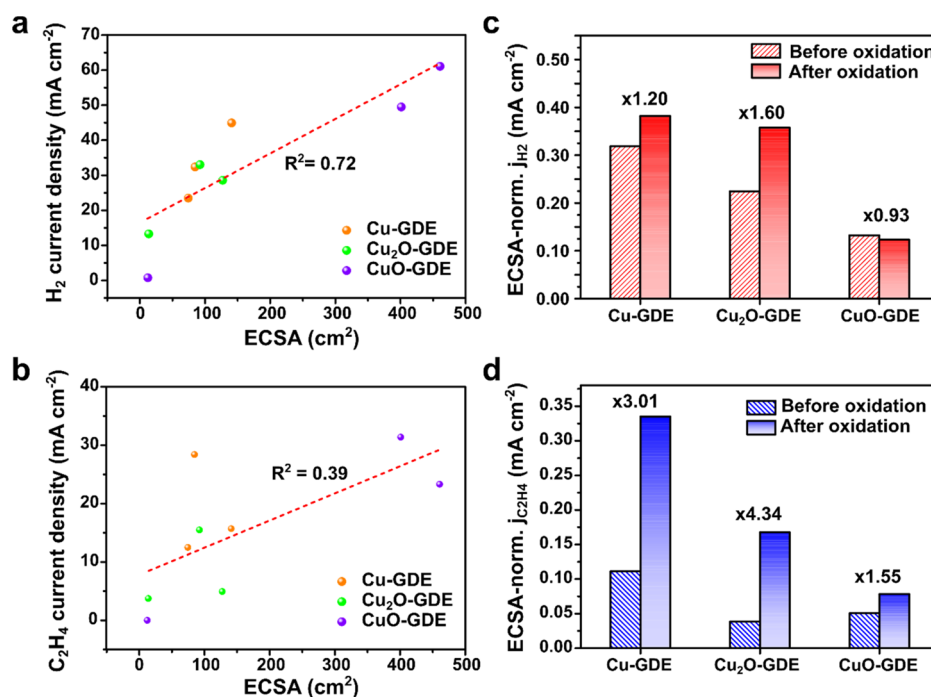 a
H₂ current density (mA cm⁻²)
70
60
50
40
30
20
10
0
R²= 0.72
Cu-GDE
Cu₂O-GDE
CuO-GDE
0 100 200 300 400 500
ECSA (cm²)
b
C₂H₄ current density (mA cm⁻²)
40
30
20
10
0
R² = 0.39
Cu-GDE
Cu₂O-GDE
CuO-GDE
0 100 200 300 400 500
ECSA (cm²)
c
ECSA-norm. jH2 (mA cm⁻²)
0.40
0.30
0.20
0.10
0.00
Before oxidation
After oxidation
x1.20
x1.60
x0.93
Cu-GDE Cu₂O-GDE CuO-GDE
d
ECSA-norm. jC2H4 (mA cm⁻²)
0.35
0.30
0.25
0.20
0.15
0.10
0.05
0.00
Before oxidation
After oxidation
x3.01
x4.34
x1.55
Cu-GDE Cu₂O-GDE CuO-GDE